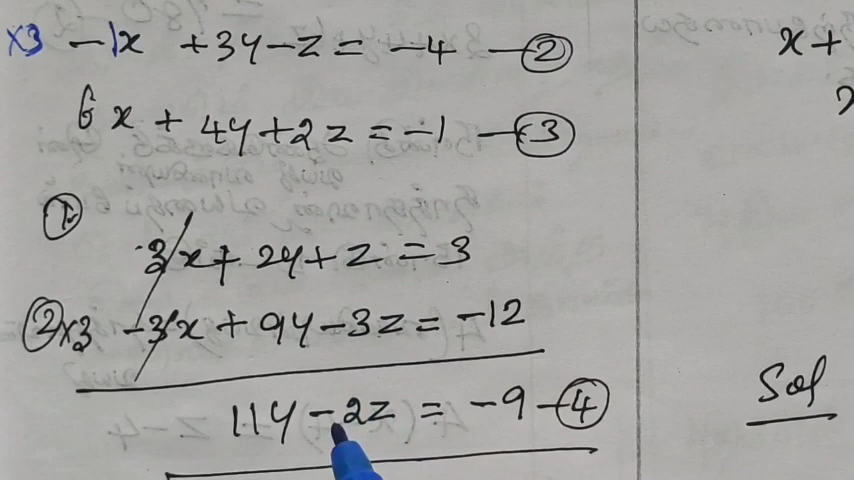 ×3 -1x +3y-z = -4 —②
6x + 4y+2z = -1 —③
①
3x+ 2y+z = 3
②×3 -3x + 9y-3z = -12
11y-2z = -9 —④
x+
Sol